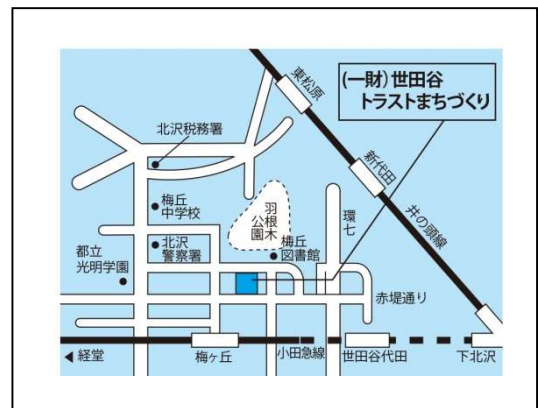 東松原
(一財)世田谷
トラストまちづくり
北沢税務署
新代田
井の頭線
梅丘
中学校
羽根木
公園
環七
北沢
警察署
梅丘
図書館
都立
光明学園
赤堤通り
経堂
梅ヶ丘
小田急線
世田谷代田
下北沢